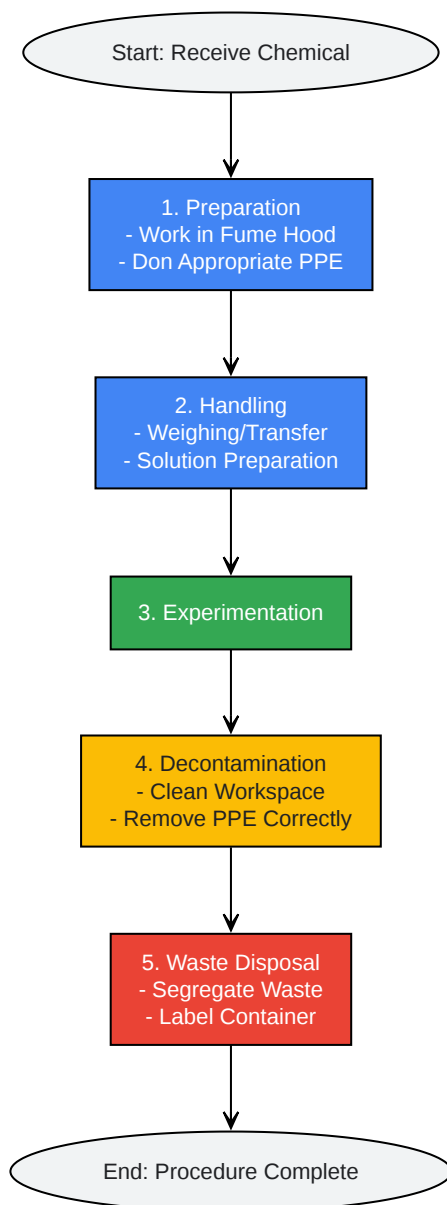 Start: Receive Chemical
1. Preparation
- Work in Fume Hood
- Don Appropriate PPE
2. Handling
- Weighing/Transfer
- Solution Preparation
3. Experimentation
4. Decontamination
- Clean Workspace
- Remove PPE Correctly
5. Waste Disposal
- Segregate Waste
- Label Container
End: Procedure Complete